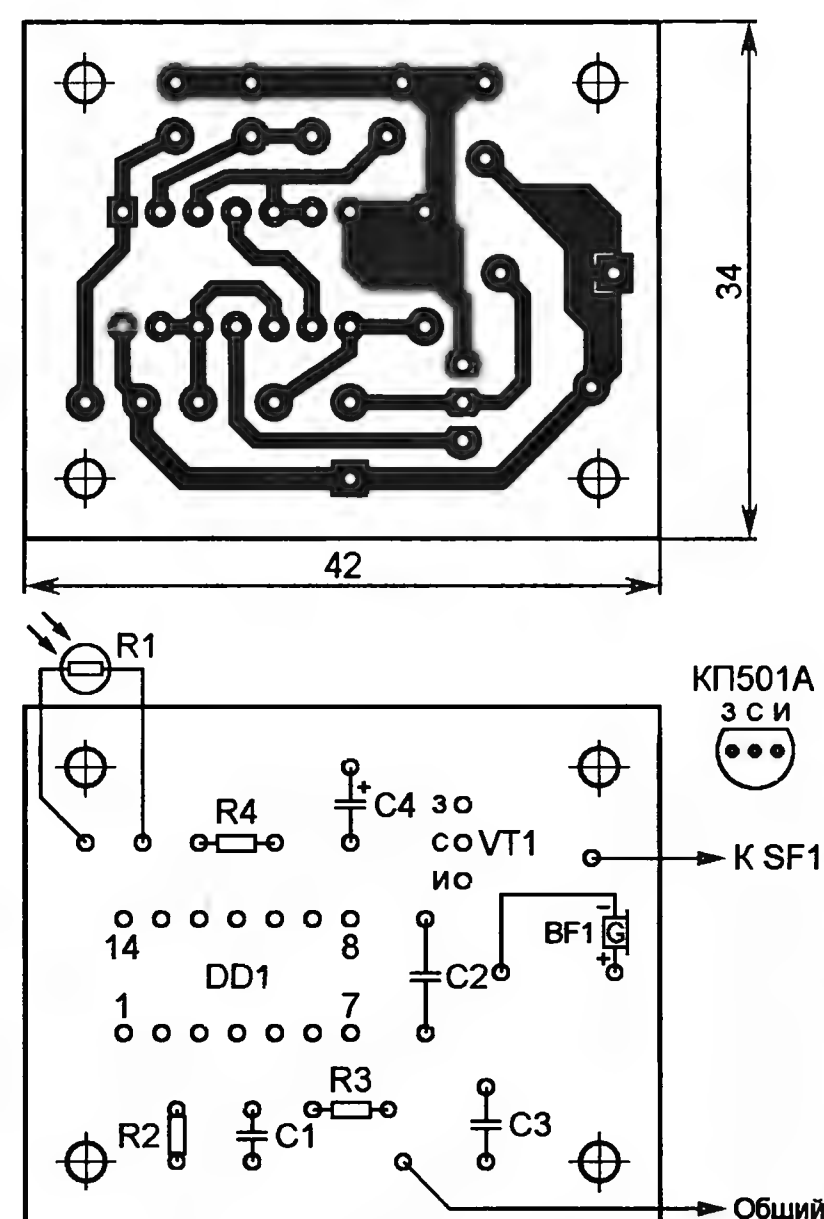 34
42
R1
КП501А
З С И
R4
+
C4
З
С VT1
И
К SF1
14
8
BF1
−
G
+
DD1
C2
1
7
R3
R2
C1
C3
Общий